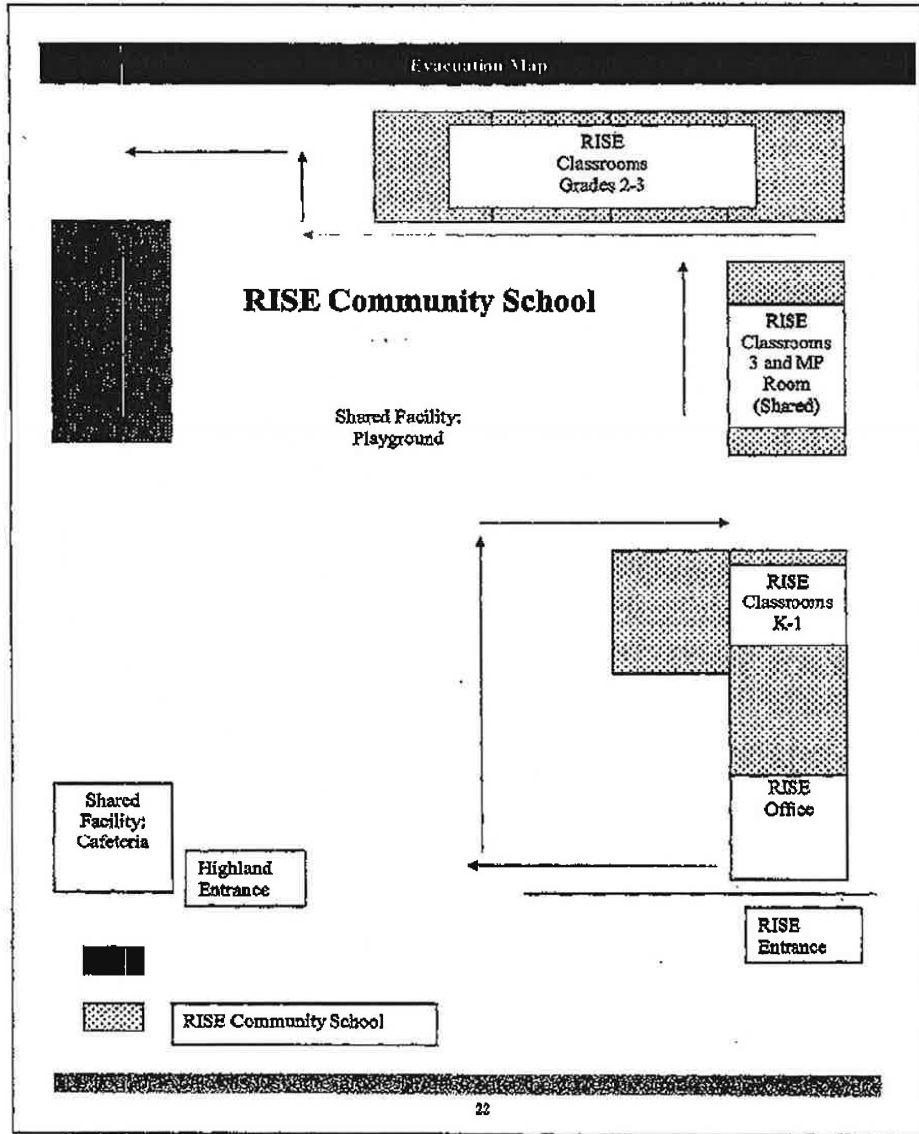 Evacuation Map
RISE
Classrooms
Grades 2-3
RISE Community School
RISE
Classrooms
3 and MP
Room
(Shared)
Shared Facility:
Playground
RISE
Classrooms
K-1
RISE
Office
Shared
Facility:
Cafeteria
Highland
Entrance
RISE
Entrance
RISE Community School
22